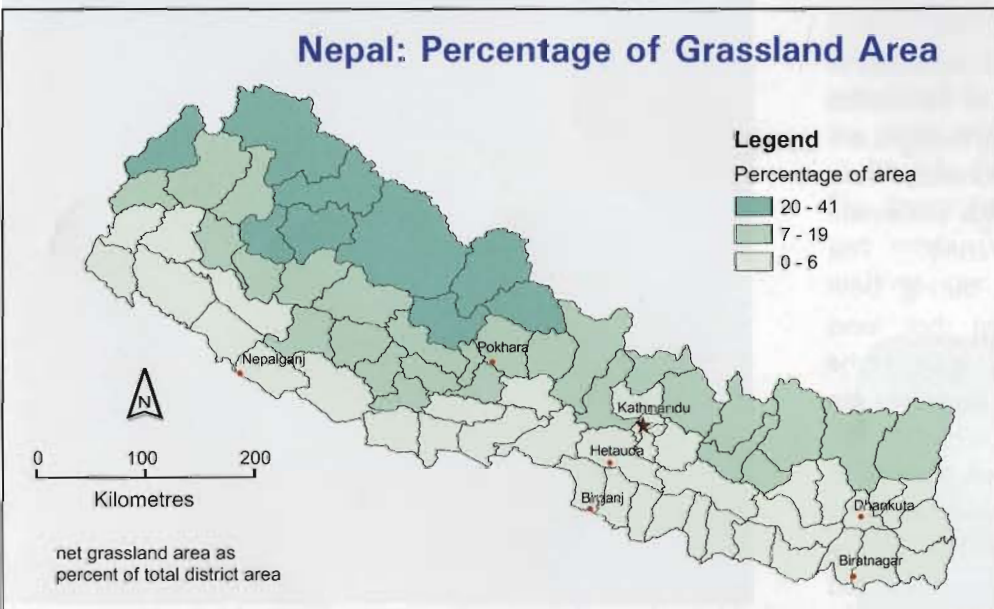 Nepal: Percentage of Grassland Area
Legend
Percentage of area
20 - 41
7 - 19
0 - 6
Pokhara
Nepalganj
Kathmandu
N
Hetauda
0 100 200
Birganj
Kilometres
Dhankuta
net grassland area as
percent of total district area
Biratnagar